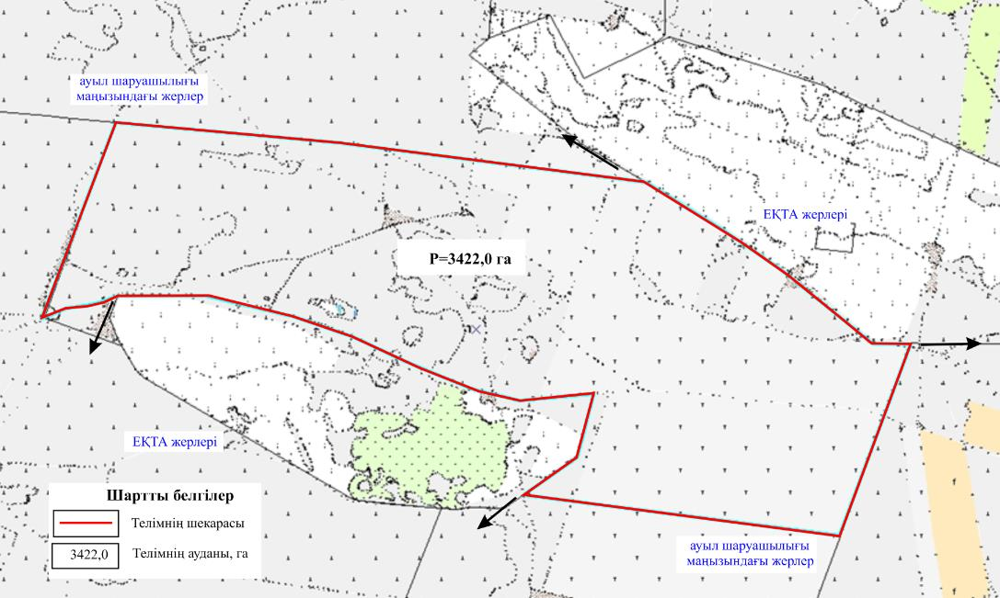 ауыл шаруашылығы
маңызындағы жерлер
ЕҚТА жерлері
P=3422,0 га
ЕҚТА жерлері
Шартты белгілер
Телімнің шекарасы
3422,0 Телімнің ауданы, га
ауыл шаруашылығы
маңызындағы жерлер